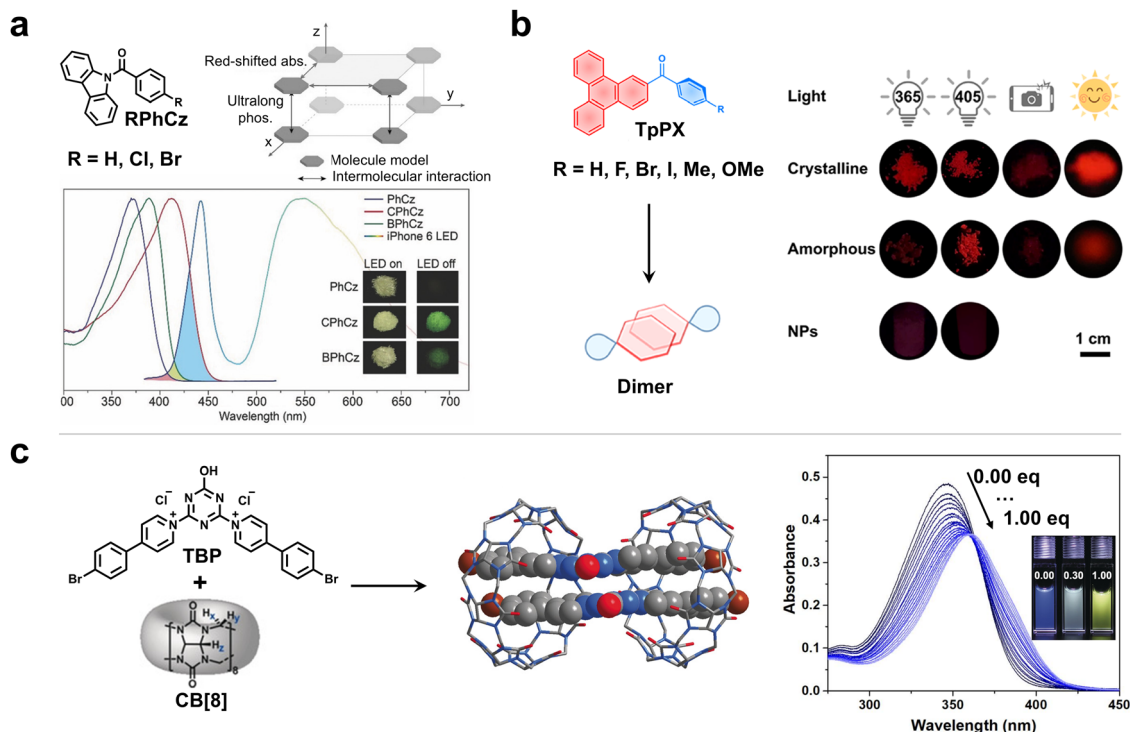 a
O
N
R
RPhCz
R = H, Cl, Br
z
Red-shifted abs.
Ultralong
phos.
y
x
Molecule model
Intermolecular interaction
PhCz
CPhCz
BPhCz
iPhone 6 LED
LED on LED off
PhCz
CPhCz
BPhCz
00 350 400 450 500 550 600 650 700
Wavelength (nm)
b
O
R
TpPX
R = H, F, Br, I, Me, OMe
Dimer
Light
365
405
Crystalline
Amorphous
NPs
1 cm
c
OH
Cl⁻ Cl⁻
N N
N⁺ N N⁺
Br Br
TBP
+
O Hx Hy
N N
Hz
N N
O 8
CB[8]
Absorbance
0.5
0.4
0.3
0.2
0.1
0.0
0.00 eq
...
1.00 eq
0.00 0.30 1.00
300 350 400 450
Wavelength (nm)